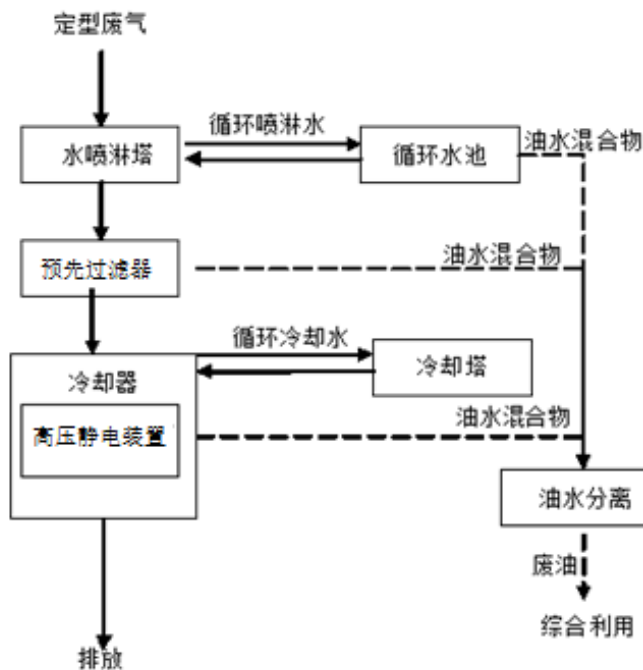 定型废气
循环喷淋水
水喷淋塔
循环水池
油水混合物
预先过滤器
油水混合物
循环冷却水
冷却器
冷却塔
高压静电装置
油水混合物
油水分离
废油
综合利用
排放